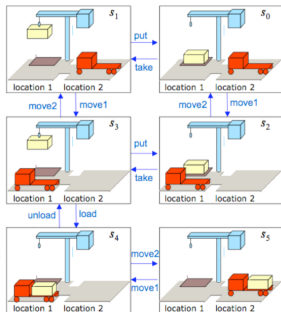 s₁ put s₀
take
location 1 location 2 location 1 location 2
move2 move1 move2 move1
s₃ put s₂
take
location 1 location 2 location 1 location 2
unload load
s₄ move2 s₅
move1
location 1 location 2 location 1 location 2